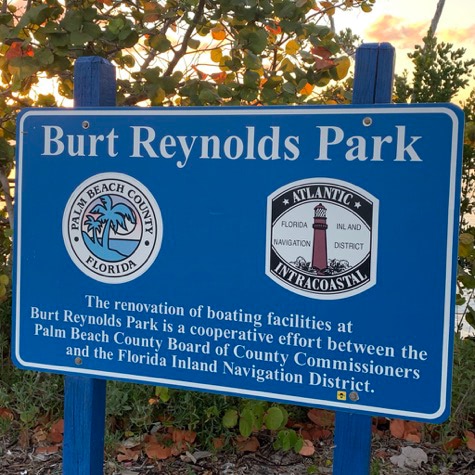 Burt Reynolds Park
PALM BEACH COUNTY
FLORIDA
ATLANTIC
FLORIDA INLAND
NAVIGATION DISTRICT
INTRACOASTAL
The renovation of boating facilities at
Burt Reynolds Park is a cooperative effort between the
Palm Beach County Board of County Commissioners
and the Florida Inland Navigation District.